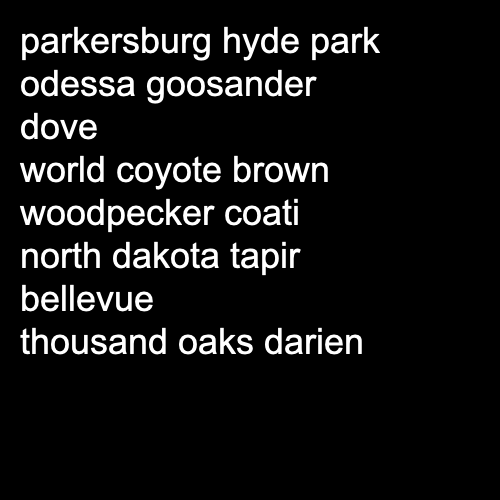 parkersburg hyde park
odessa goosander
dove
world coyote brown
woodpecker coati
north dakota tapir
bellevue
thousand oaks darien